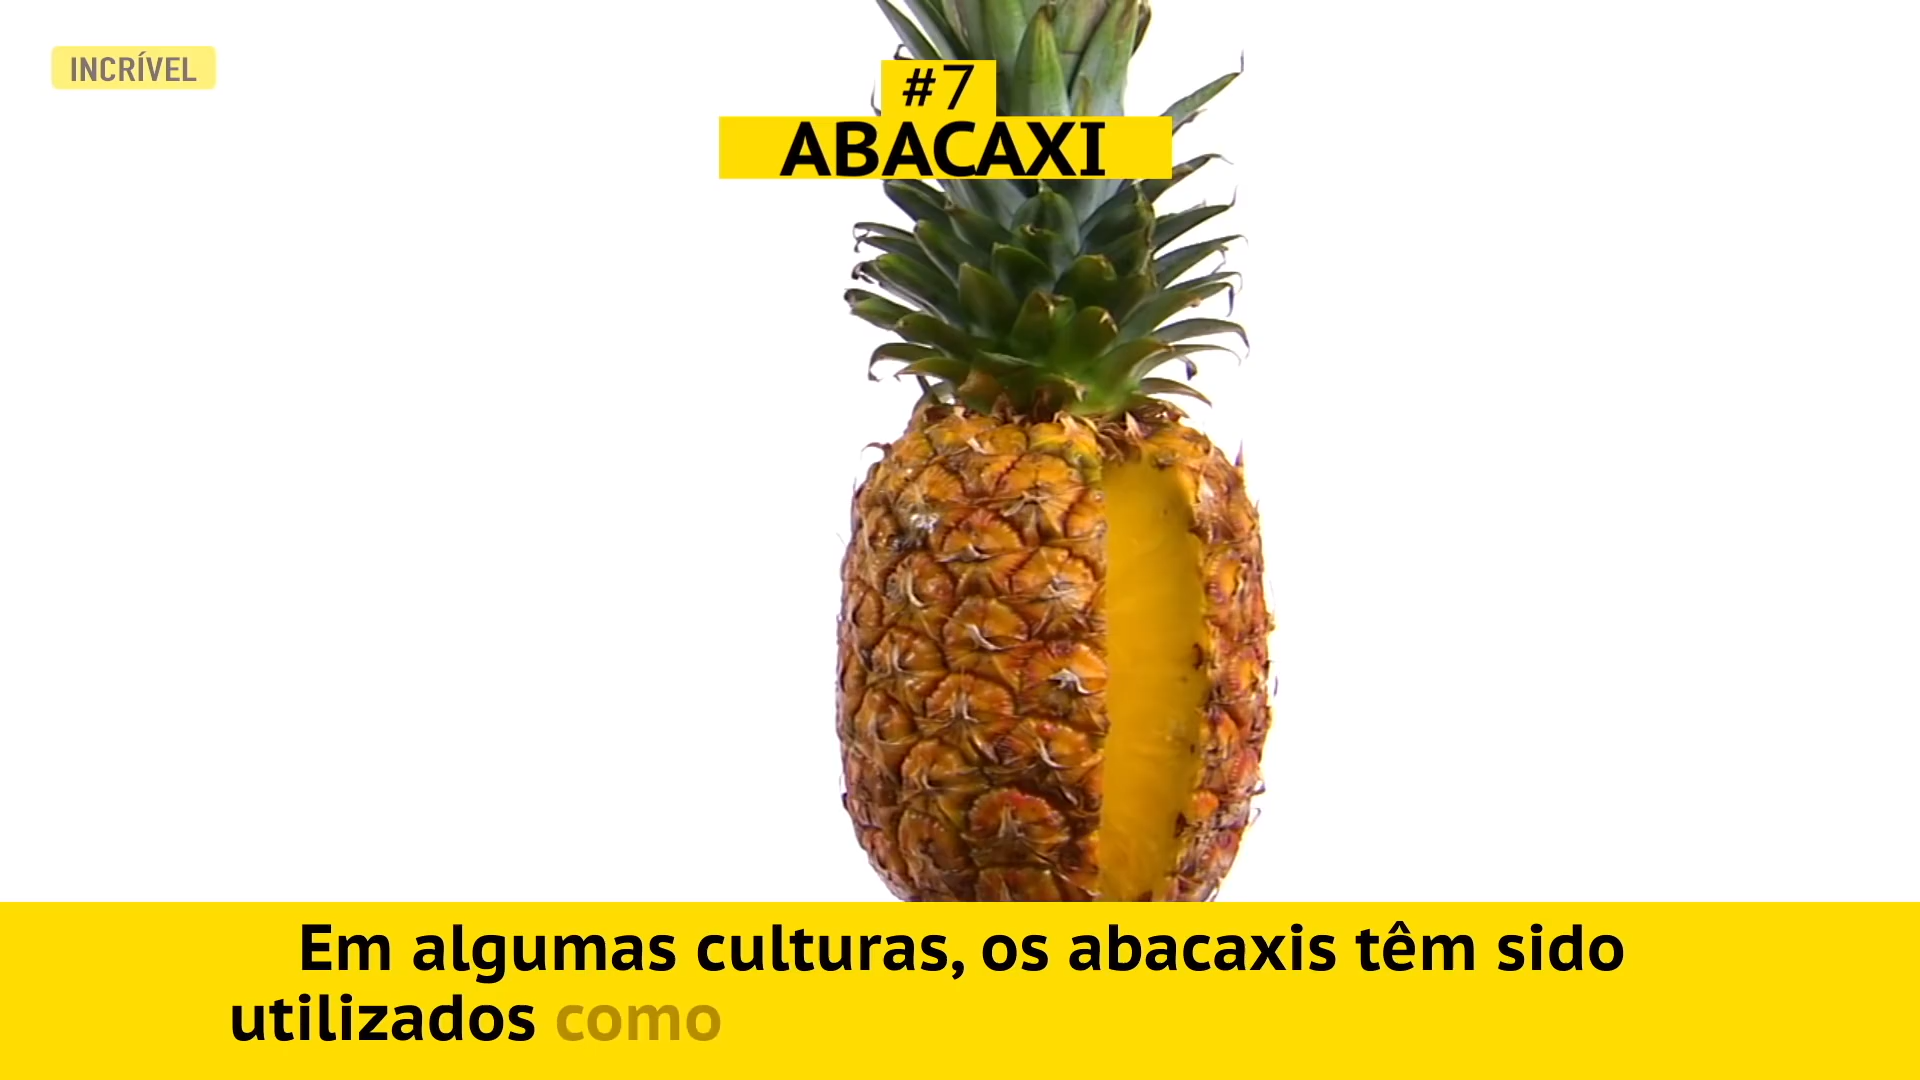 INCRÍVEL
#7
ABACAXI
Em algumas culturas, os abacaxis têm sido
utilizados como